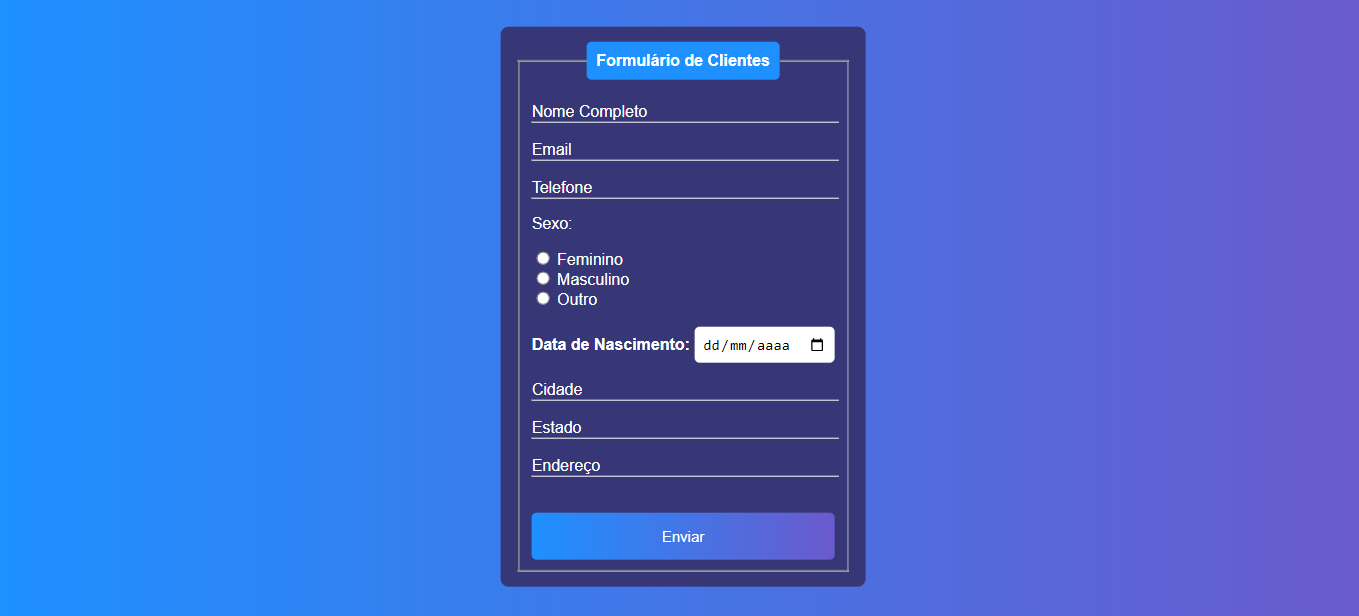 Formulário de Clientes
Nome Completo
Email
Telefone
Sexo:
Feminino
Masculino
Outro
Data de Nascimento: dd/mm/aaaa
Cidade
Estado
Endereço
Enviar